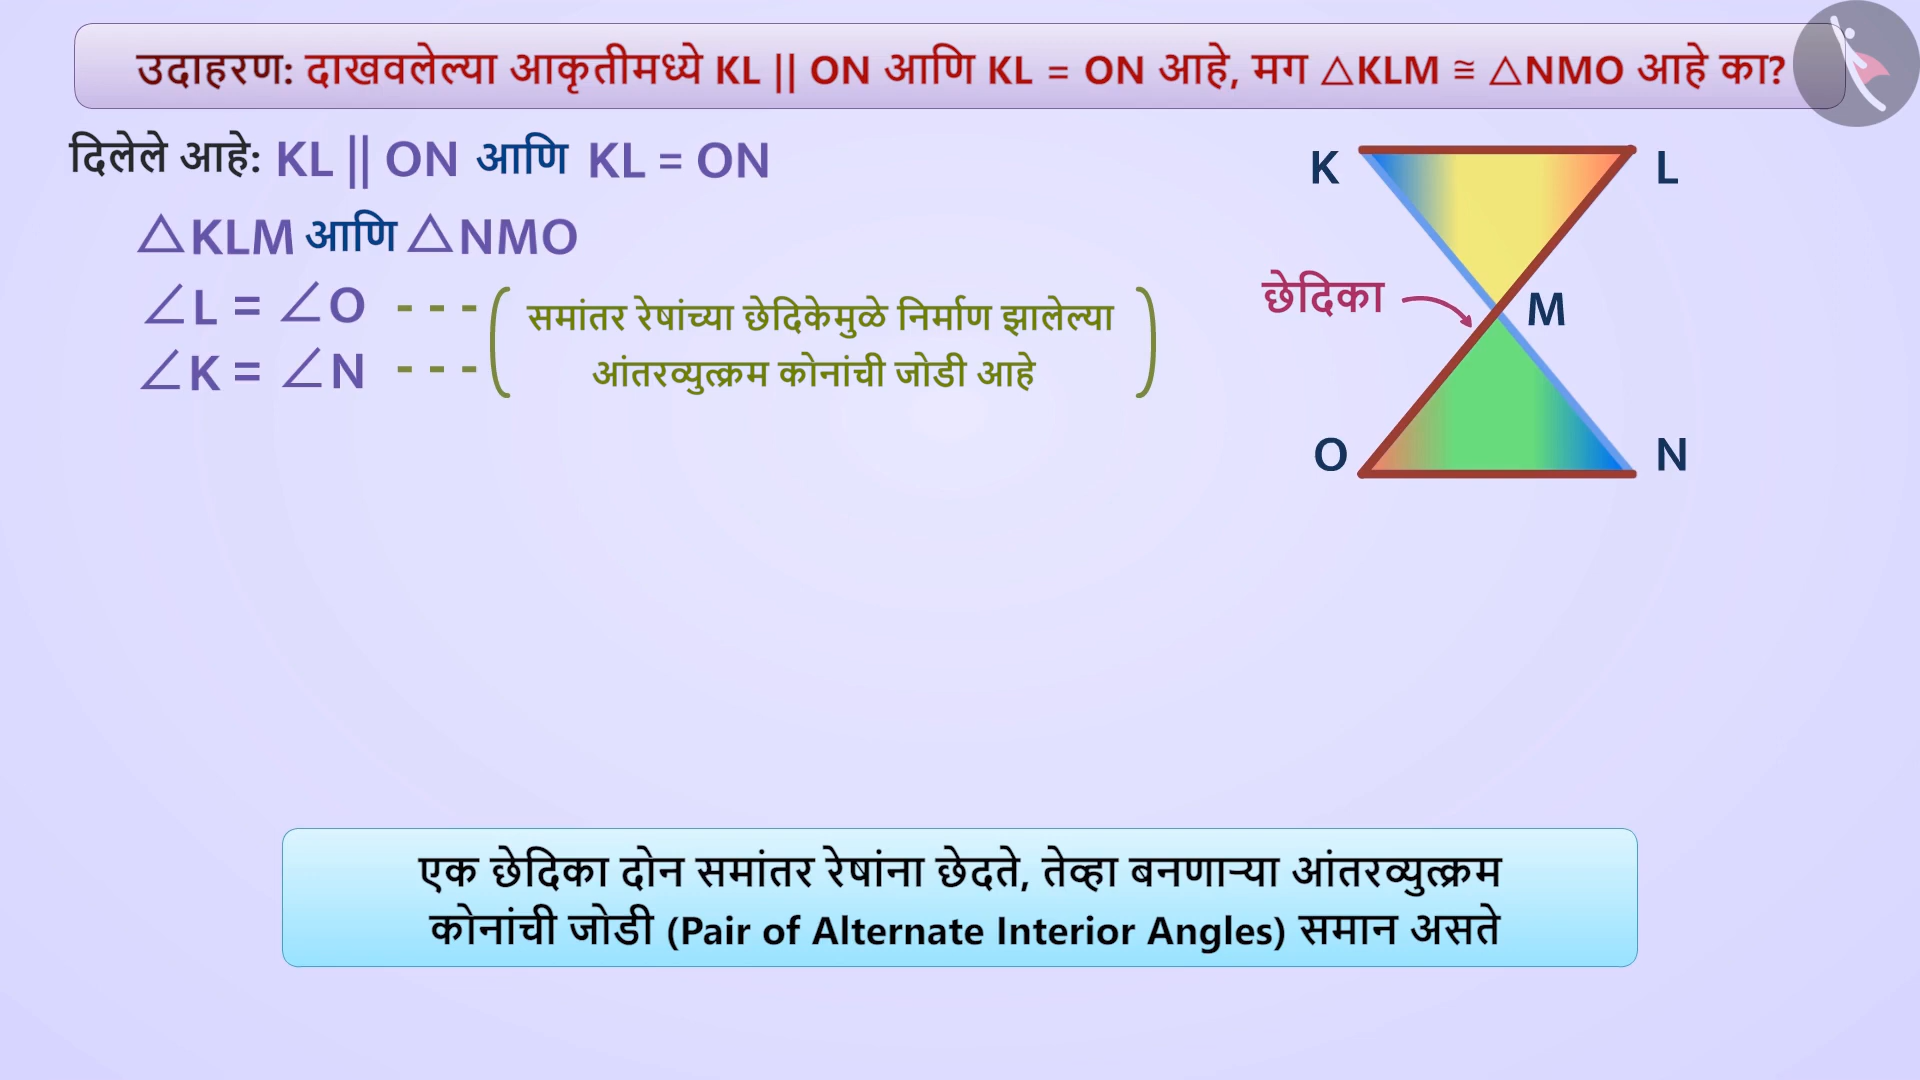 उदाहरण: दाखवलेल्या आकृतीमध्ये KL || ON आणि KL = ON आहे, मग △KLM ≅ △NMO आहे का?
दिलेले आहे: KL || ON आणि KL = ON
△KLM आणि △NMO
∠L = ∠O - - - ( समांतर रेषांच्या छेदिकेमुळे निर्माण झालेल्या
∠K = ∠N - - - आंतरव्युत्क्रम कोनांची जोडी आहे )
K
L
छेदिका
M
O
N
एक छेदिका दोन समांतर रेषांना छेदते, तेव्हा बनणाऱ्या आंतरव्युत्क्रम
कोनांची जोडी (Pair of Alternate Interior Angles) समान असते